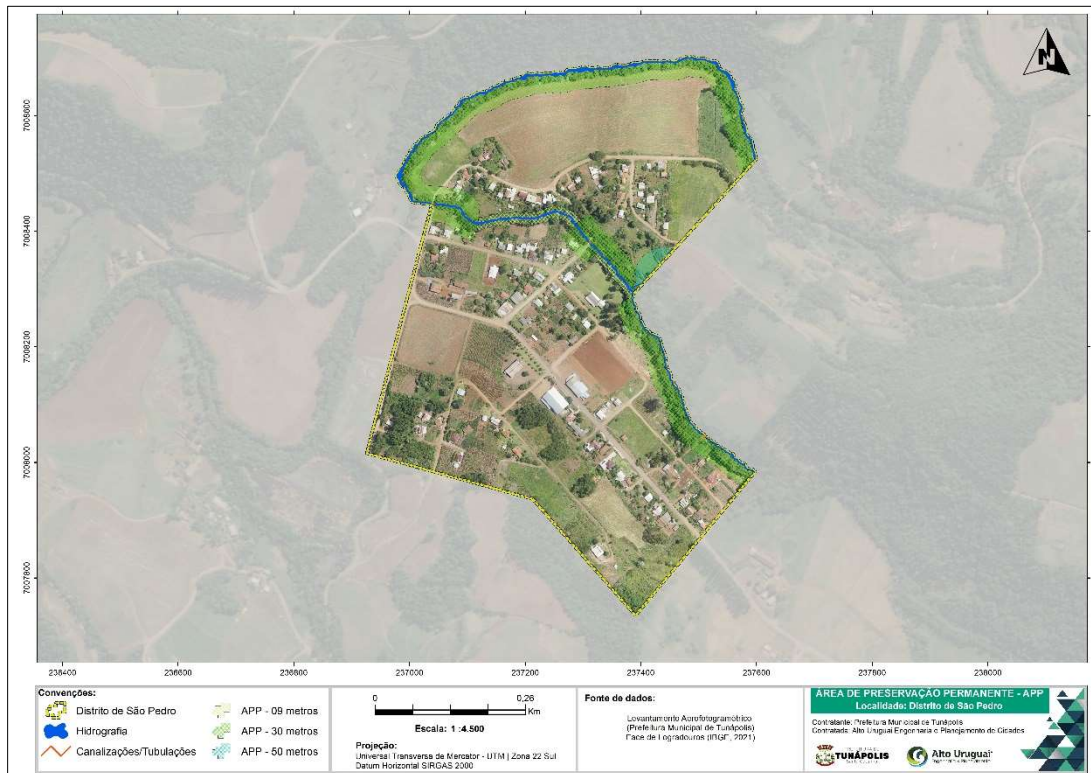 N
7008600
7008400
7008200
7008000
7007800
236400
236600
236800
237000
237200
237400
237600
237800
238000
Convenções:
Distrito de São Pedro
Hidrografia
Canalizações/Tubulações
APP - 09 metros
APP - 30 metros
APP - 50 metros
0 0,26
Km
Escala: 1 :4.500
Projeção:
Universal Transversa de Mercator - UTM | Zona 22 Sul
Datum Horizontal SIRGAS 2000
Fonte de dados:
Levantamento Aerofotogramétrico
(Prefeitura Municipal de Tunápolis)
Face de Logradouros (IBGE, 2021)
ÁREA DE PRESERVAÇÃO PERMANENTE - APP
Localidade: Distrito de São Pedro
Contratante: Prefeitura Municipal de Tunápolis
Contratada: Alto Uruguai Engenharia e Planejamento de Cidades
TUNÁPOLIS
Alto Uruguai